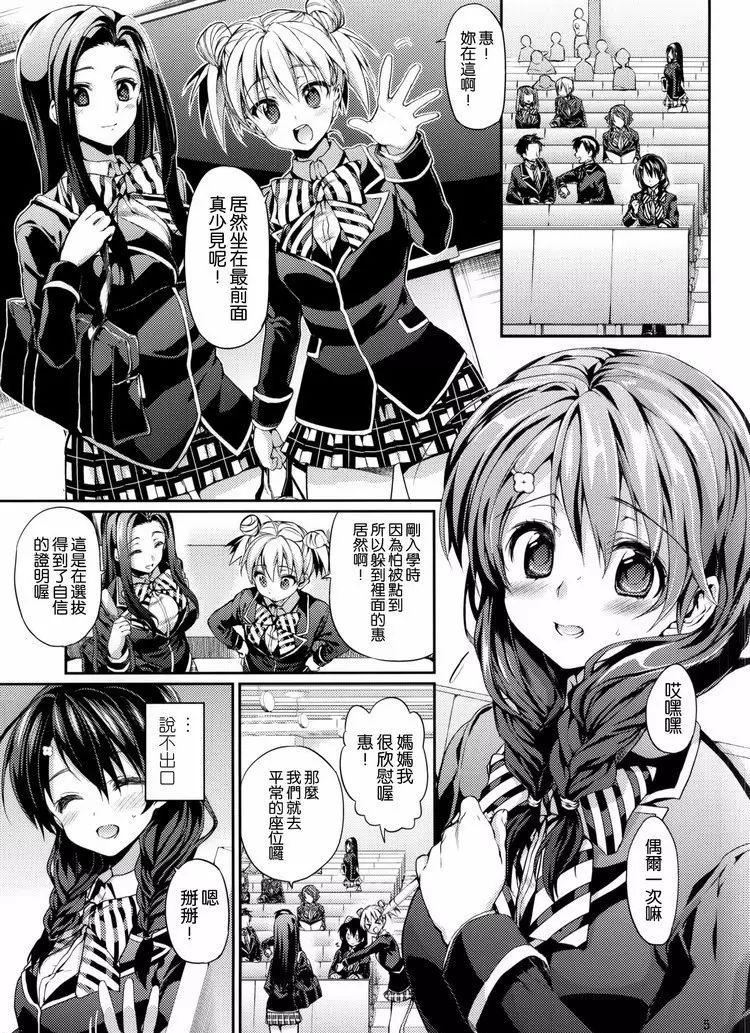 惠！
妳在這啊！
居然坐在最前面
真少見呢！
哎嘿嘿
偶爾一次嘛
剛入學時
因為怕被點到
所以躲到裡面的惠
居然啊！
這是在選拔
得到了自信
的證明喔
媽媽我
很欣慰喔
惠！
那麼
我們就去
平常的座位囉
…
說不出口
嗯
掰掰！